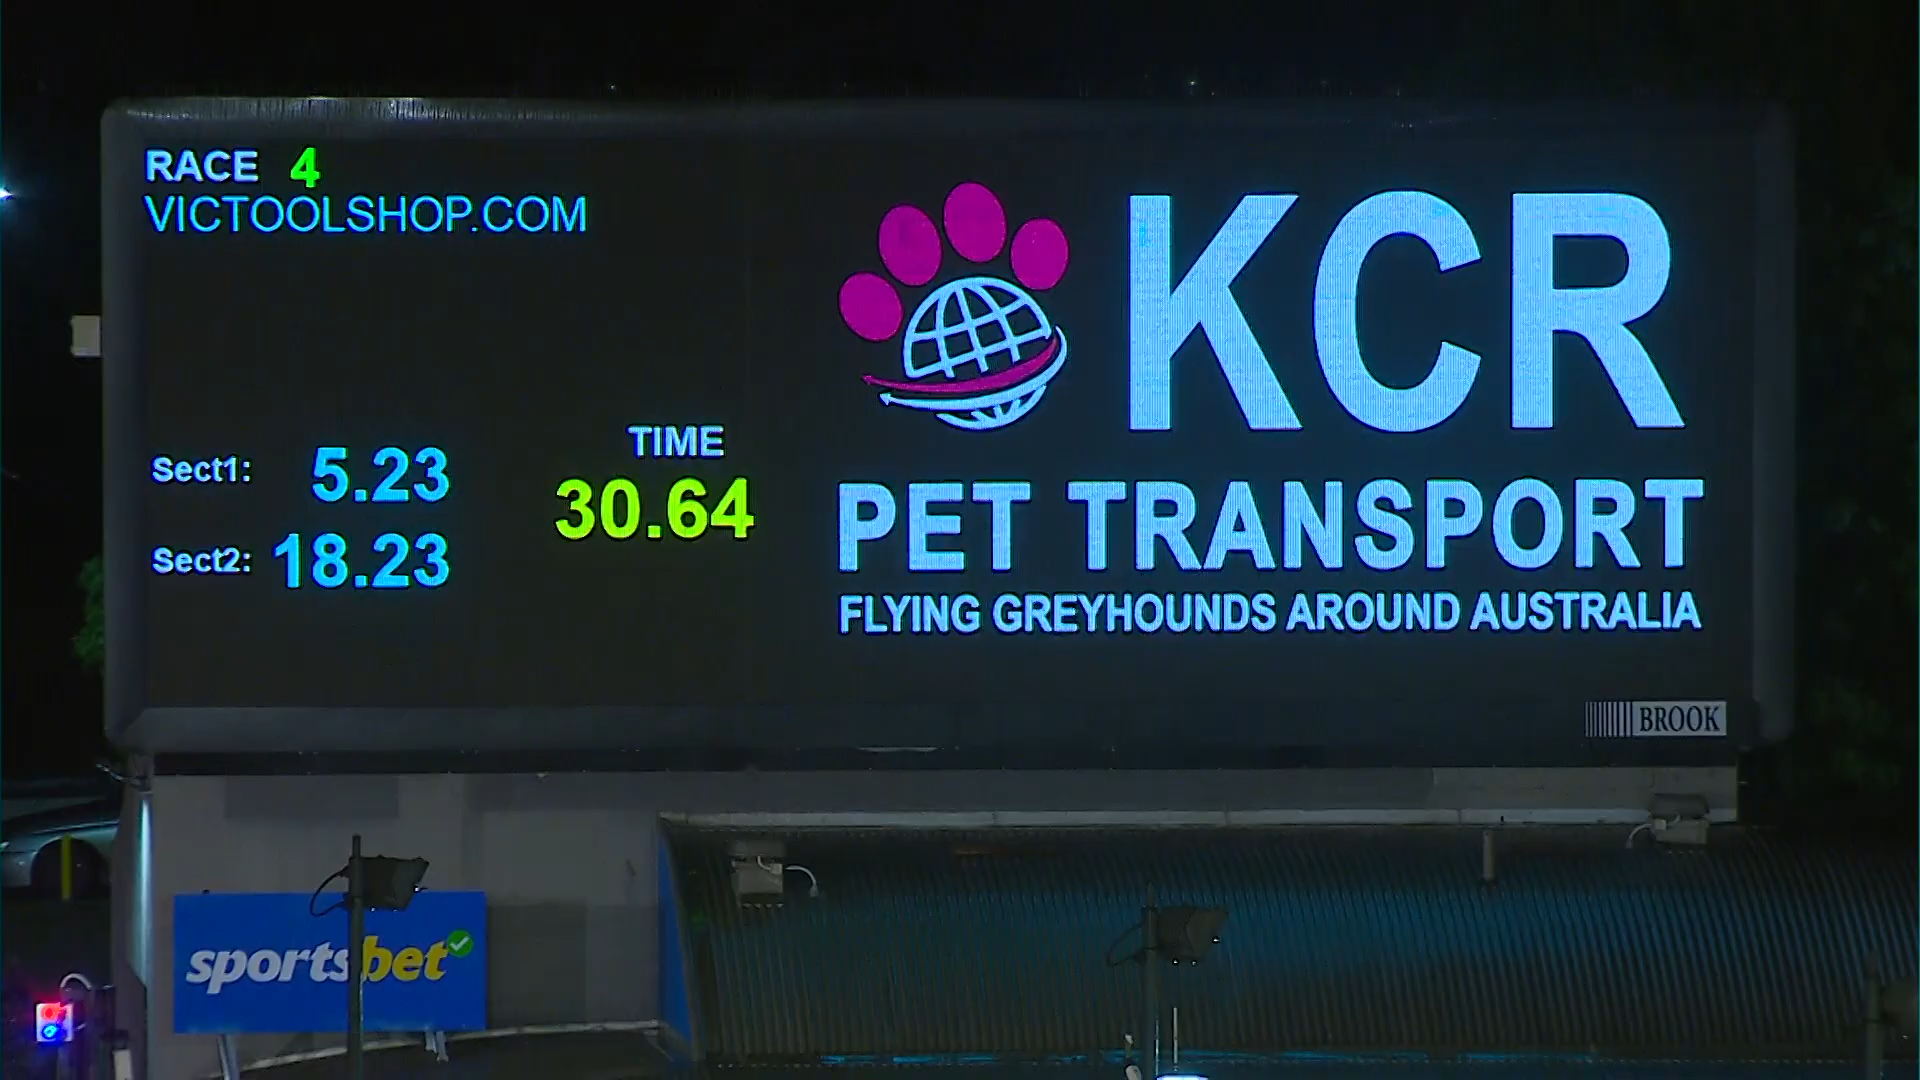 RACE 4
VICTOOLSHOP.COM
Sect1: 5.23
Sect2: 18.23
TIME
30.64
KCR
PET TRANSPORT
FLYING GREYHOUNDS AROUND AUSTRALIA
BROOK
sportsbet